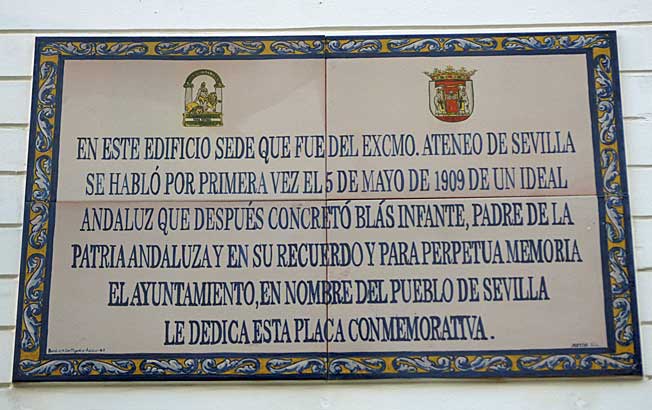 EN ESTE EDIFICIO SEDE QUE FUE DEL EXCMO. ATENEO DE SEVILLA
SE HABLÓ POR PRIMERA VEZ EL 5 DE MAYO DE 1909 DE UN IDEAL
ANDALUZ QUE DESPUÉS CONCRETÓ BLÁS INFANTE, PADRE DE LA
PATRIA ANDALUZA Y EN SU RECUERDO Y PARA PERPETUA MEMORIA
EL AYUNTAMIENTO, EN NOMBRE DEL PUEBLO DE SEVILLA
LE DEDICA ESTA PLACA CONMEMORATIVA.